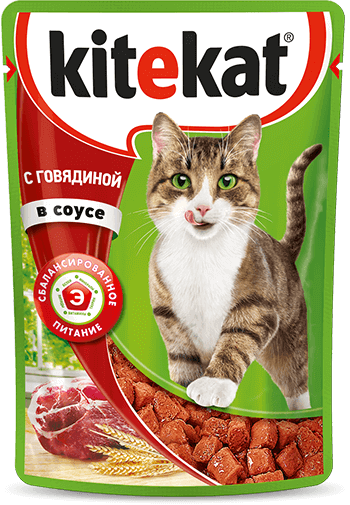 kitekat®
С ГОВЯДИНОЙ
в соусе
СБАЛАНСИРОВАННОЕ
Э
ПИТАНИЕ